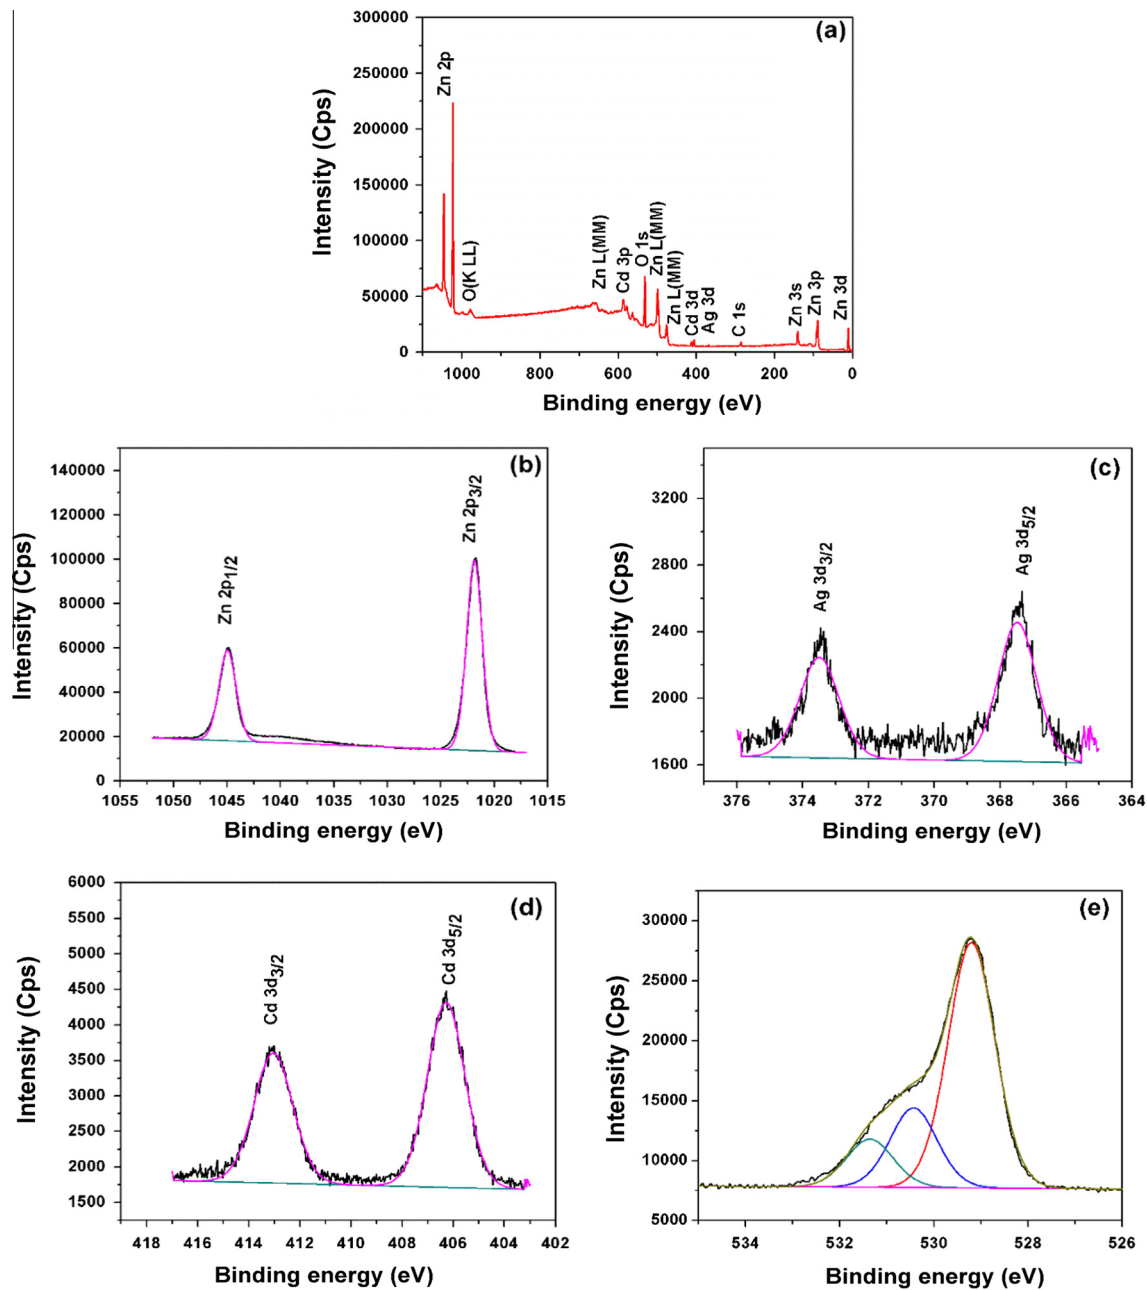 (a)
Intensity (Cps)
300000
250000
200000
150000
100000
50000
0
Zn 2p
O(K LL)
Zn L(MM)
Cd 3p
O 1s
Zn L(MM)
Zn L(MM)
Cd 3d
Ag 3d
C 1s
Zn 3s
Zn 3p
Zn 3d
1000 800 600 400 200 0
Binding energy (eV)
(b)
Intensity (Cps)
140000
120000
100000
80000
60000
40000
20000
0
Zn 2p1/2
Zn 2p3/2
1055 1050 1045 1040 1035 1030 1025 1020 1015
Binding energy (eV)
(c)
Intensity (Cps)
3200
2800
2400
2000
1600
Ag 3d3/2
Ag 3d5/2
376 374 372 370 368 366 364
Binding energy (eV)
(d)
Intensity (Cps)
6000
5500
5000
4500
4000
3500
3000
2500
2000
1500
Cd 3d3/2
Cd 3d5/2
418 416 414 412 410 408 406 404 402
Binding energy (eV)
(e)
Intensity (Cps)
30000
25000
20000
15000
10000
5000
534 532 530 528 526
Binding energy (eV)